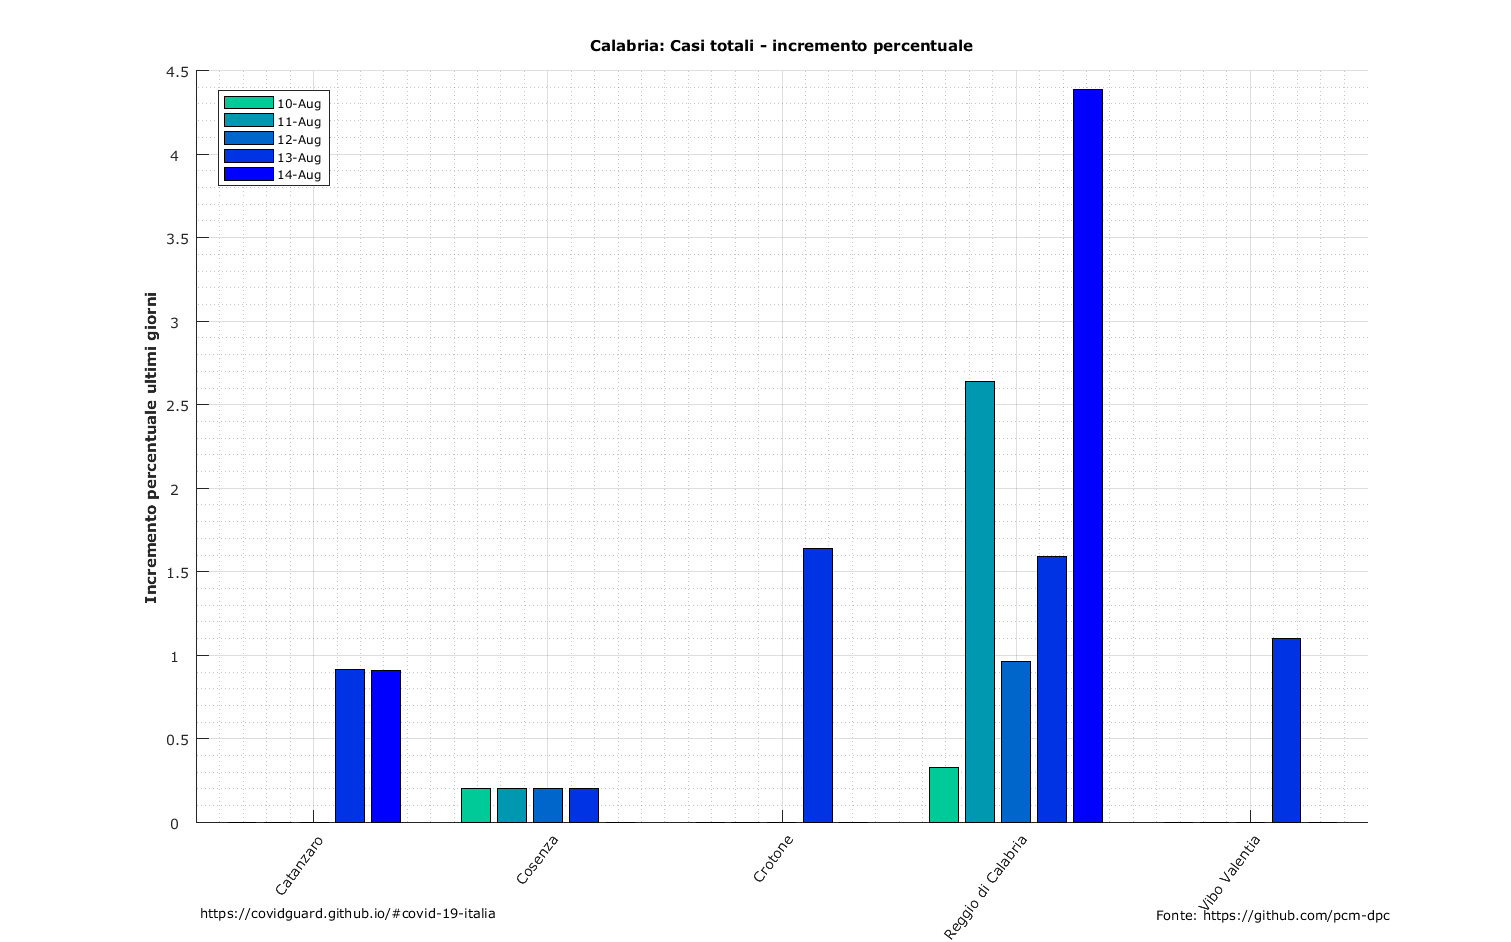 Calabria: Casi totali - incremento percentuale
Incremento percentuale ultimi giorni
4.5
4
3.5
3
2.5
2
1.5
1
0.5
0
10-Aug
11-Aug
12-Aug
13-Aug
14-Aug
Catanzaro
Cosenza
Crotone
Reggio di Calabria
Vibo Valentia
https://covidguard.github.io/#covid-19-italia
Fonte: https://github.com/pcm-dpc